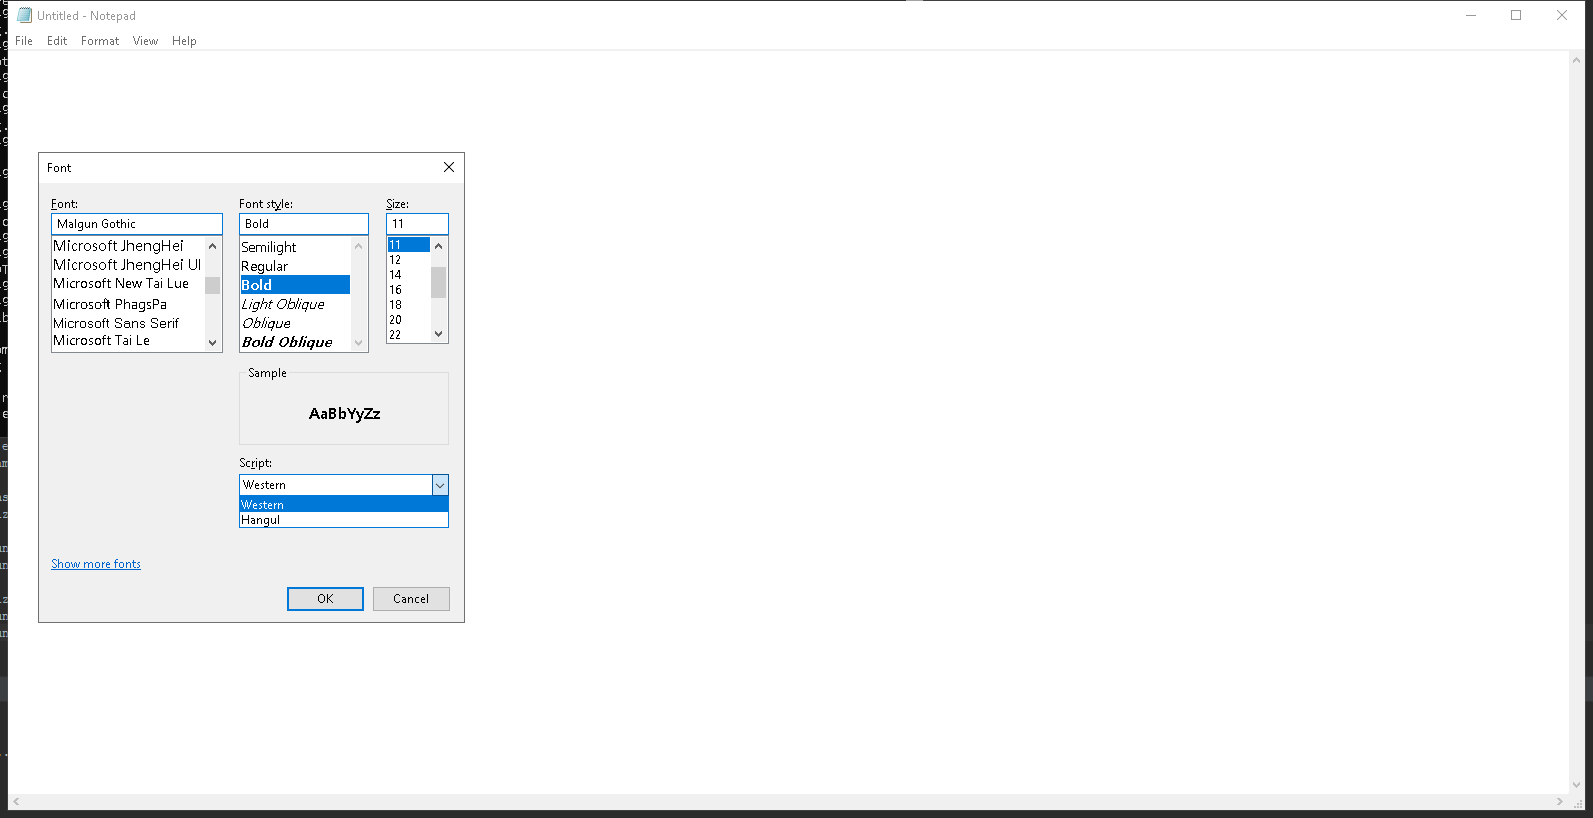 Untitled - Notepad
File Edit Format View Help
Font
Font: Font style: Size:
Malgun Gothic Bold 11
Microsoft JhengHei Semilight 11
Microsoft JhengHei UI Regular 12
Microsoft New Tai Lue Bold 14
Microsoft PhagsPa Light Oblique 16
Microsoft Sans Serif Oblique 18
Microsoft Tai Le Bold Oblique 20
22
Sample
AaBbYyZz
Script:
Western
Western
Hangul
Show more fonts
OK Cancel